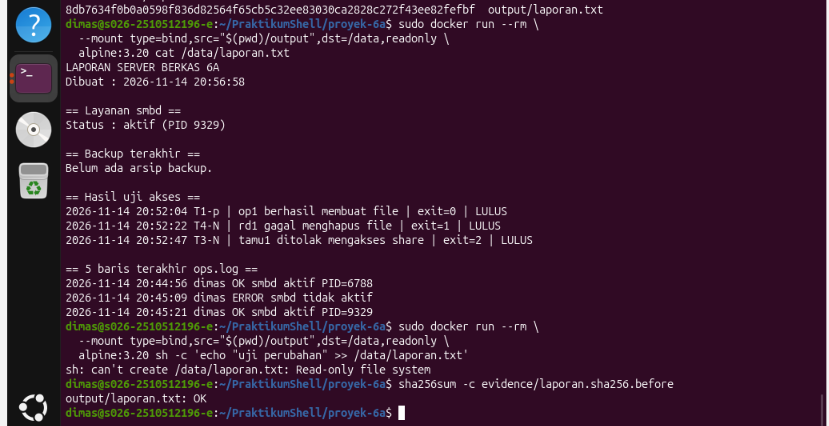 8db7634f0b0a0598f836d82564f65cb5c32ee83030ca2828c272f43ee82fefbf  output/laporan.txt
dimas@s026-2510512196-e:~/PraktikumShell/proyek-6a$ sudo docker run --rm \
  --mount type=bind,src="$(pwd)/output",dst=/data,readonly \
  alpine:3.20 cat /data/laporan.txt
LAPORAN SERVER BERKAS 6A
Dibuat : 2026-11-14 20:56:58

== Layanan smbd ==
Status : aktif (PID 9329)

== Backup terakhir ==
Belum ada arsip backup.

== Hasil uji akses ==
2026-11-14 20:52:04 T1-p | op1 berhasil membuat file | exit=0 | LULUS
2026-11-14 20:52:22 T4-N | rd1 gagal menghapus file | exit=1 | LULUS
2026-11-14 20:52:47 T3-N | tamu1 ditolak mengakses share | exit=2 | LULUS

== 5 baris terakhir ops.log ==
2026-11-14 20:44:56 dimas OK smbd aktif PID=6788
2026-11-14 20:45:09 dimas ERROR smbd tidak aktif
2026-11-14 20:45:21 dimas OK smbd aktif PID=9329
dimas@s026-2510512196-e:~/PraktikumShell/proyek-6a$ sudo docker run --rm \
  --mount type=bind,src="$(pwd)/output",dst=/data,readonly \
  alpine:3.20 sh -c 'echo "uji perubahan" >> /data/laporan.txt'
sh: can't create /data/laporan.txt: Read-only file system
dimas@s026-2510512196-e:~/PraktikumShell/proyek-6a$ sha256sum -c evidence/laporan.sha256.before
output/laporan.txt: OK
dimas@s026-2510512196-e:~/PraktikumShell/proyek-6a$